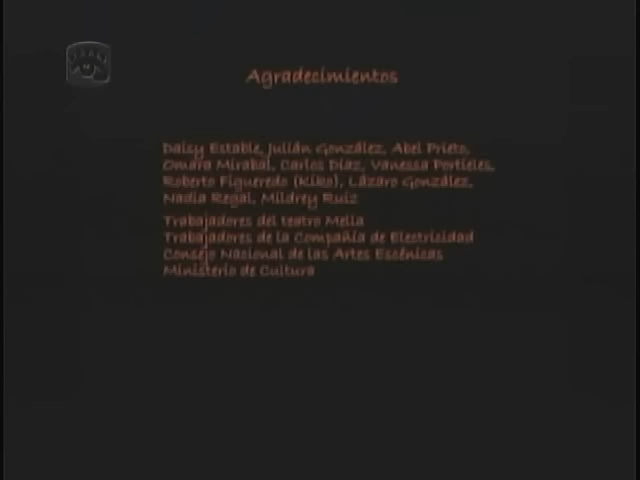 Agradecimientos
Daisy Estable, Julián González, Abel Prieto,
Omara Mirabal, Carlos Díaz, Vanessa Portieles,
Roberto Figueredo (Kiko), Lázaro González,
Nadia Regal, Mildrey Ruiz
Trabajadores del teatro Mella
Trabajadores de la Compañía de Electricidad
Consejo Nacional de las Artes Escénicas
Ministerio de Cultura